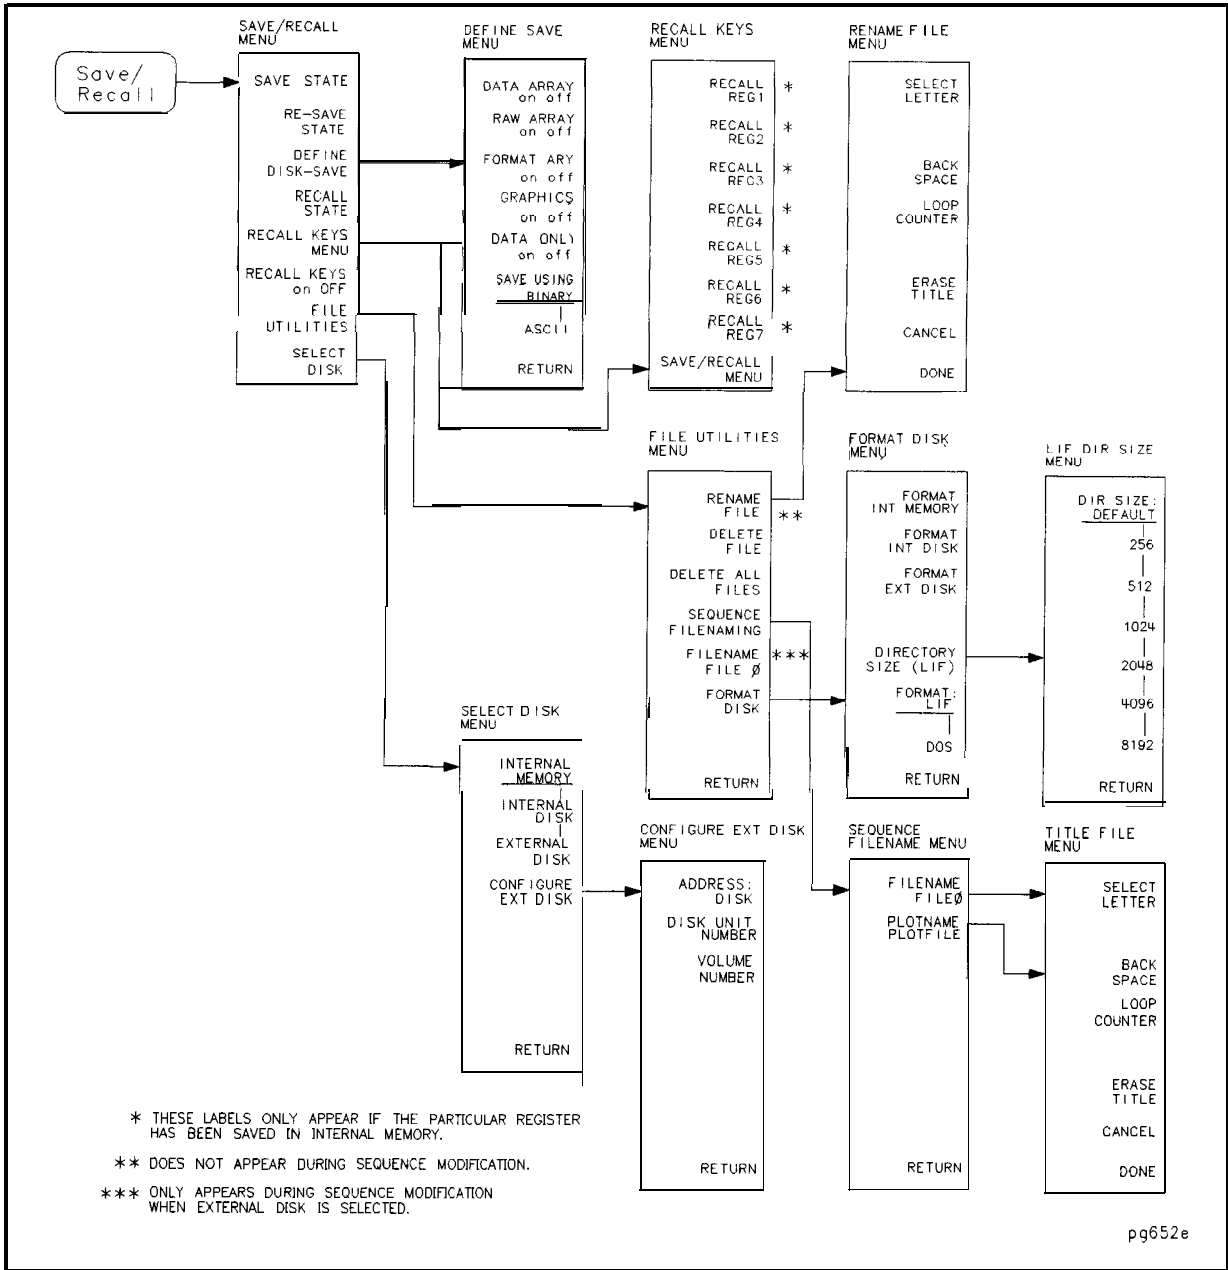 Save/
Recall
SAVE/RECALL
MENU
SAVE STATE
RE-SAVE
STATE
DEFINE
DISK-SAVE
RECALL
STATE
RECALL KEYS
MENU
RECALL KEYS
on OFF
FILE
UTILITIES
SELECT
DISK
DEFINE SAVE
MENU
DATA ARRAY
on off
RAW ARRAY
on off
FORMAT ARY
on off
GRAPHICS
on off
DATA ONLY
on off
SAVE USING
BINARY
ASCII
RETURN
RECALL KEYS
MENU
RECALL *
REG1
RECALL *
REG2
RECALL *
REG3
RECALL *
REG4
RECALL *
REG5
RECALL *
REG6
RECALL *
REG7
SAVE/RECALL
MENU
RENAME FILE
MENU
SELECT
LETTER
BACK
SPACE
LOOP
COUNTER
ERASE
TITLE
CANCEL
DONE
FILE UTILITIES
MENU
RENAME
FILE **
DELETE
FILE
DELETE ALL
FILES
SEQUENCE
FILENAMING
FILENAME ***
FILE Ø
FORMAT
DISK
RETURN
FORMAT DISK
MENU
FORMAT
INT MEMORY
FORMAT
INT DISK
FORMAT
EXT DISK
DIRECTORY
SIZE (LIF)
FORMAT:
LIF
DOS
RETURN
LIF DIR SIZE
MENU
DIR SIZE:
DEFAULT
256
512
1024
2048
4096
8192
RETURN
SELECT DISK
MENU
INTERNAL
MEMORY
INTERNAL
DISK
EXTERNAL
DISK
CONFIGURE
EXT DISK
RETURN
CONFIGURE EXT DISK
MENU
ADDRESS:
DISK
DISK UNIT
NUMBER
VOLUME
NUMBER
RETURN
SEQUENCE
FILENAME MENU
FILENAME
FILEØ
PLOTNAME
PLOTFILE
RETURN
TITLE FILE
MENU
SELECT
LETTER
BACK
SPACE
LOOP
COUNTER
ERASE
TITLE
CANCEL
DONE
* THESE LABELS ONLY APPEAR IF THE PARTICULAR REGISTER
HAS BEEN SAVED IN INTERNAL MEMORY.
** DOES NOT APPEAR DURING SEQUENCE MODIFICATION.
*** ONLY APPEARS DURING SEQUENCE MODIFICATION
WHEN EXTERNAL DISK IS SELECTED.
pg652e